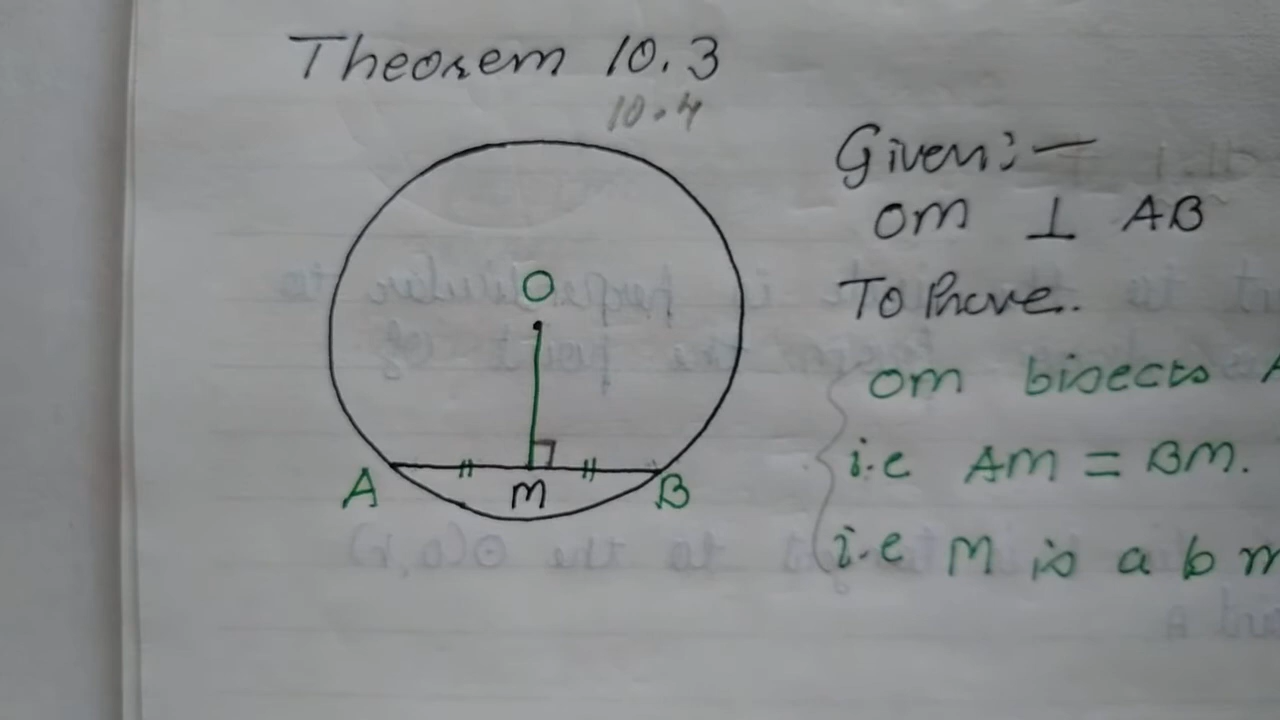 Theorem 10.3
10.4
Given:-
OM ⊥ AB
To Prove.
OM bisects A
i.e AM = BM.
i.e M is a b m
O
A
M
B